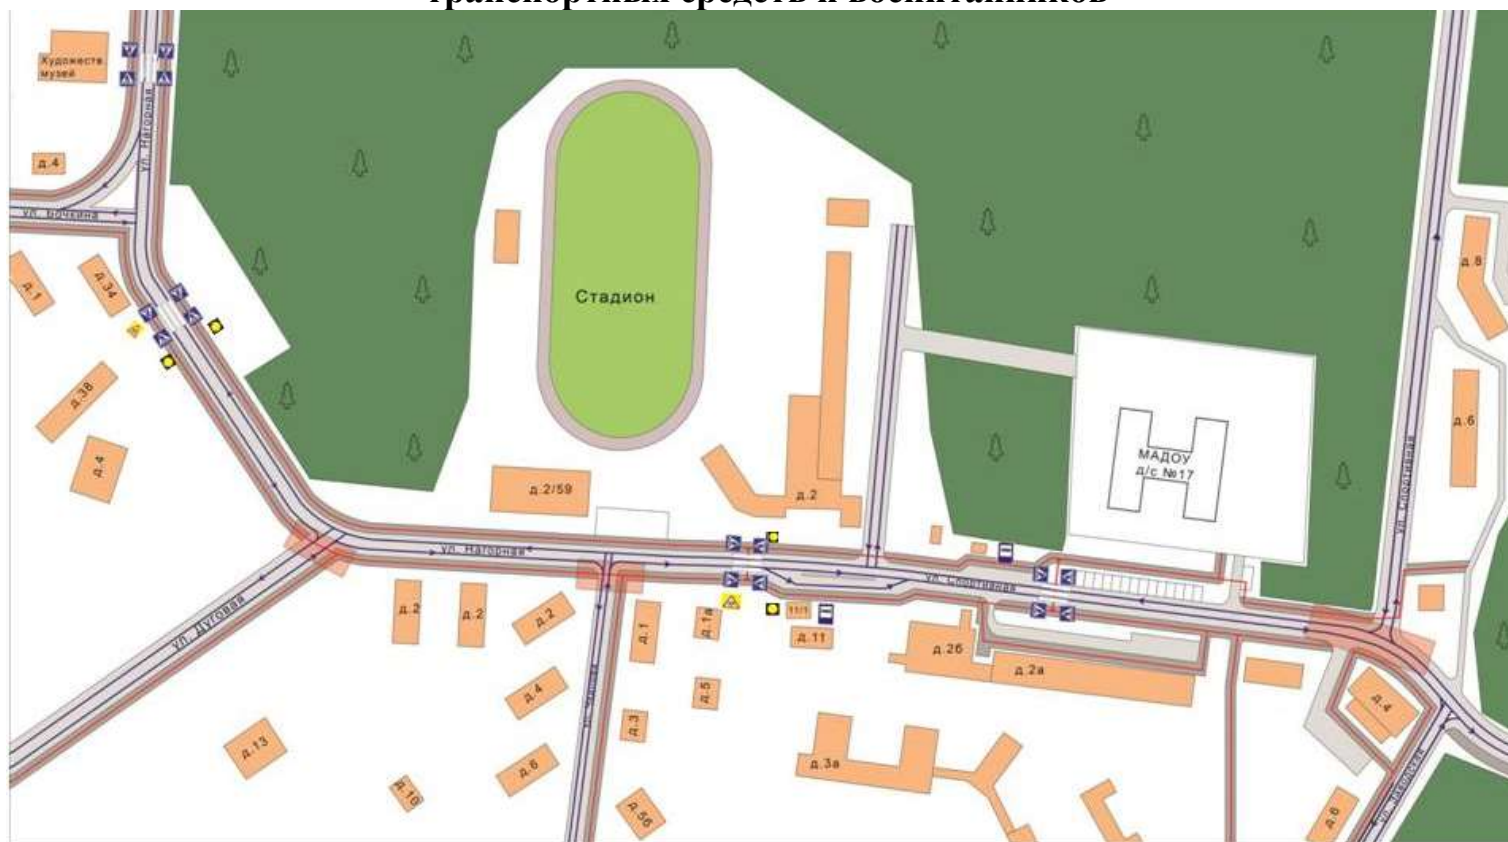 транспортных средств и воспитанников
Художеств.
музей
ул. Нагорная
д.4
ул. Бочкина
д.1
д.34
д.38
д.4
Стадион
д.8
д.6
ул. Спортивная
МАДОУ
д/с №17
д.2/59
д.2
ул. Нагорная
ул. Спортивная
ул. Луговая
д.2
д.2
д.2
д.1
д.1а
11/1
д.11
д.2б
д.2а
д.4
д.4
д.5
д.3
д.13
д.6
д.10
д.5б
д.3а
д.6